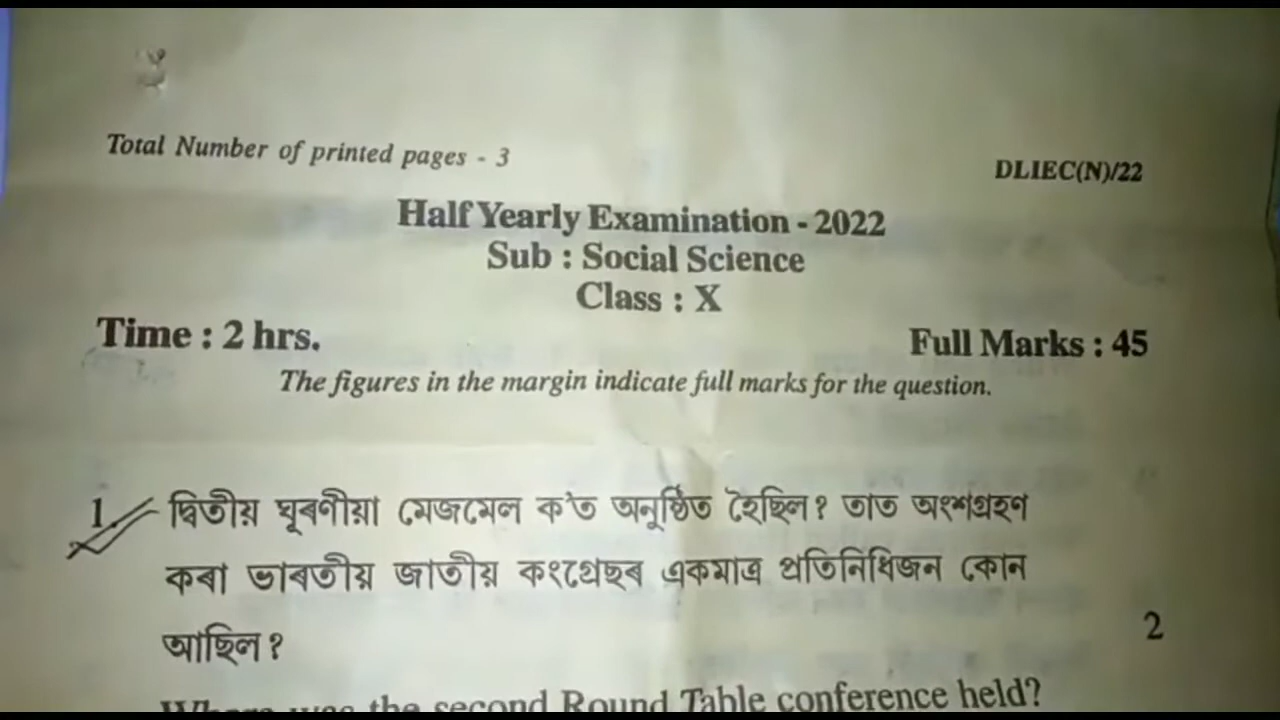 Total Number of printed pages - 3
DLIEC(N)/22
Half Yearly Examination - 2022
Sub : Social Science
Class : X
Time : 2 hrs.
Full Marks : 45
The figures in the margin indicate full marks for the question.
1. দ্বিতীয় ঘূৰণীয়া মেজমেল ক'ত অনুষ্ঠিত হৈছিল? তাত অংশগ্ৰহণ
কৰা ভাৰতীয় জাতীয় কংগ্ৰেছৰ একমাত্ৰ প্ৰতিনিধিজন কোন
আছিল?
2
Where was the second Round Table conference held?